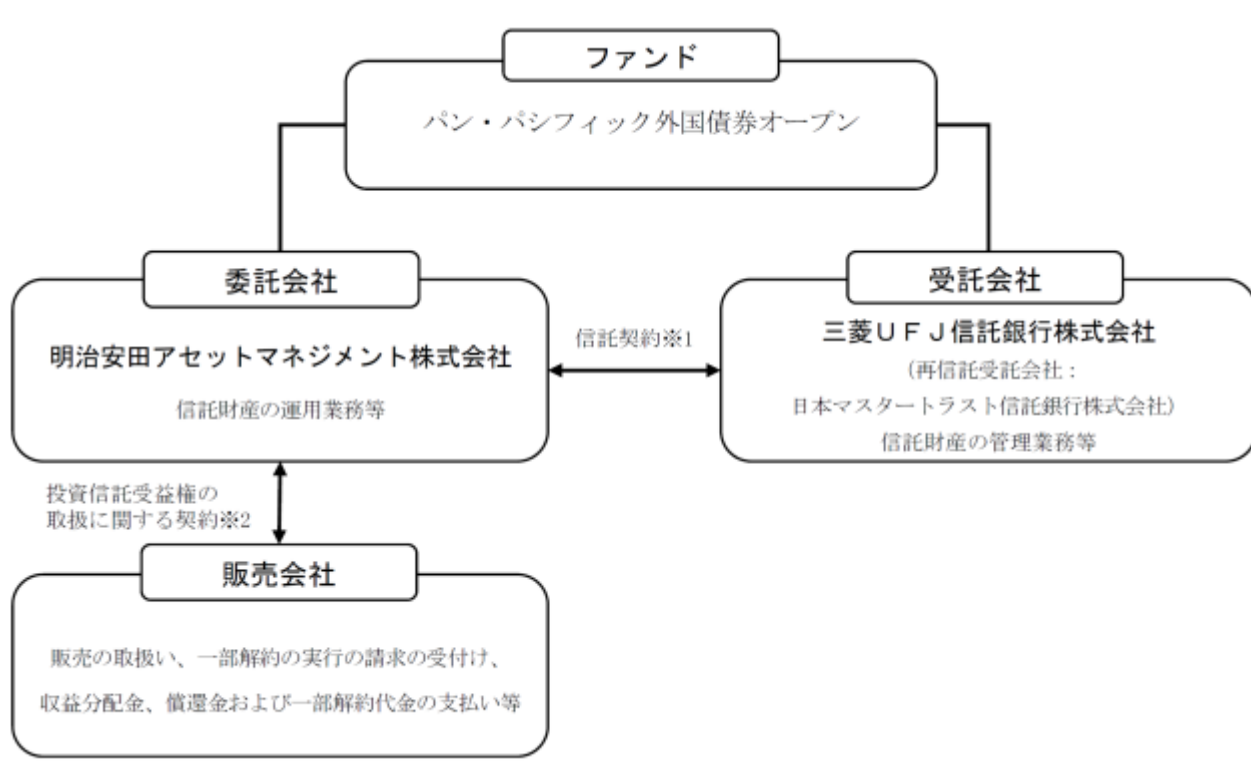 ファンド
パン・パシフィック外国債券オープン
委託会社
明治安田アセットマネジメント株式会社
信託財産の運用業務等
信託契約※1
受託会社
三菱ＵＦＪ信託銀行株式会社
（再信託受託会社：
日本マスタートラスト信託銀行株式会社）
信託財産の管理業務等
投資信託受益権の
取扱に関する契約※2
販売会社
販売の取扱い、一部解約の実行の請求の受付け、
収益分配金、償還金および一部解約代金の支払い等